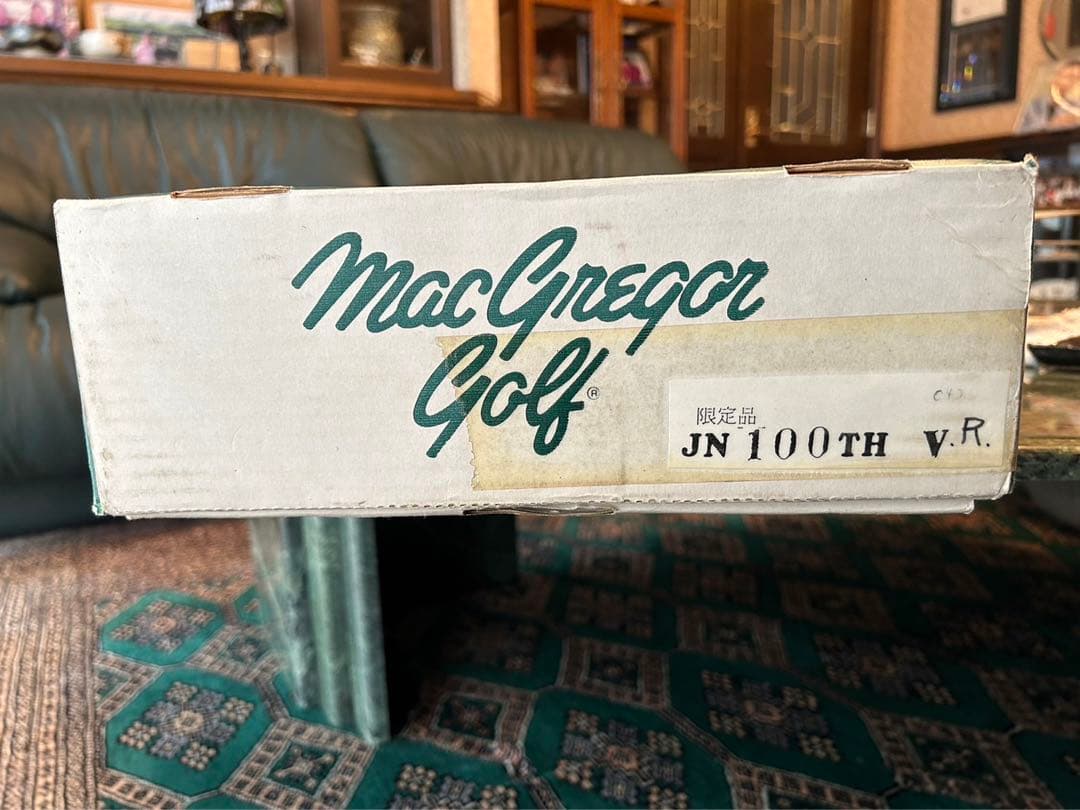 MacGregor
Golf®
限定品
JN 100TH V.R.